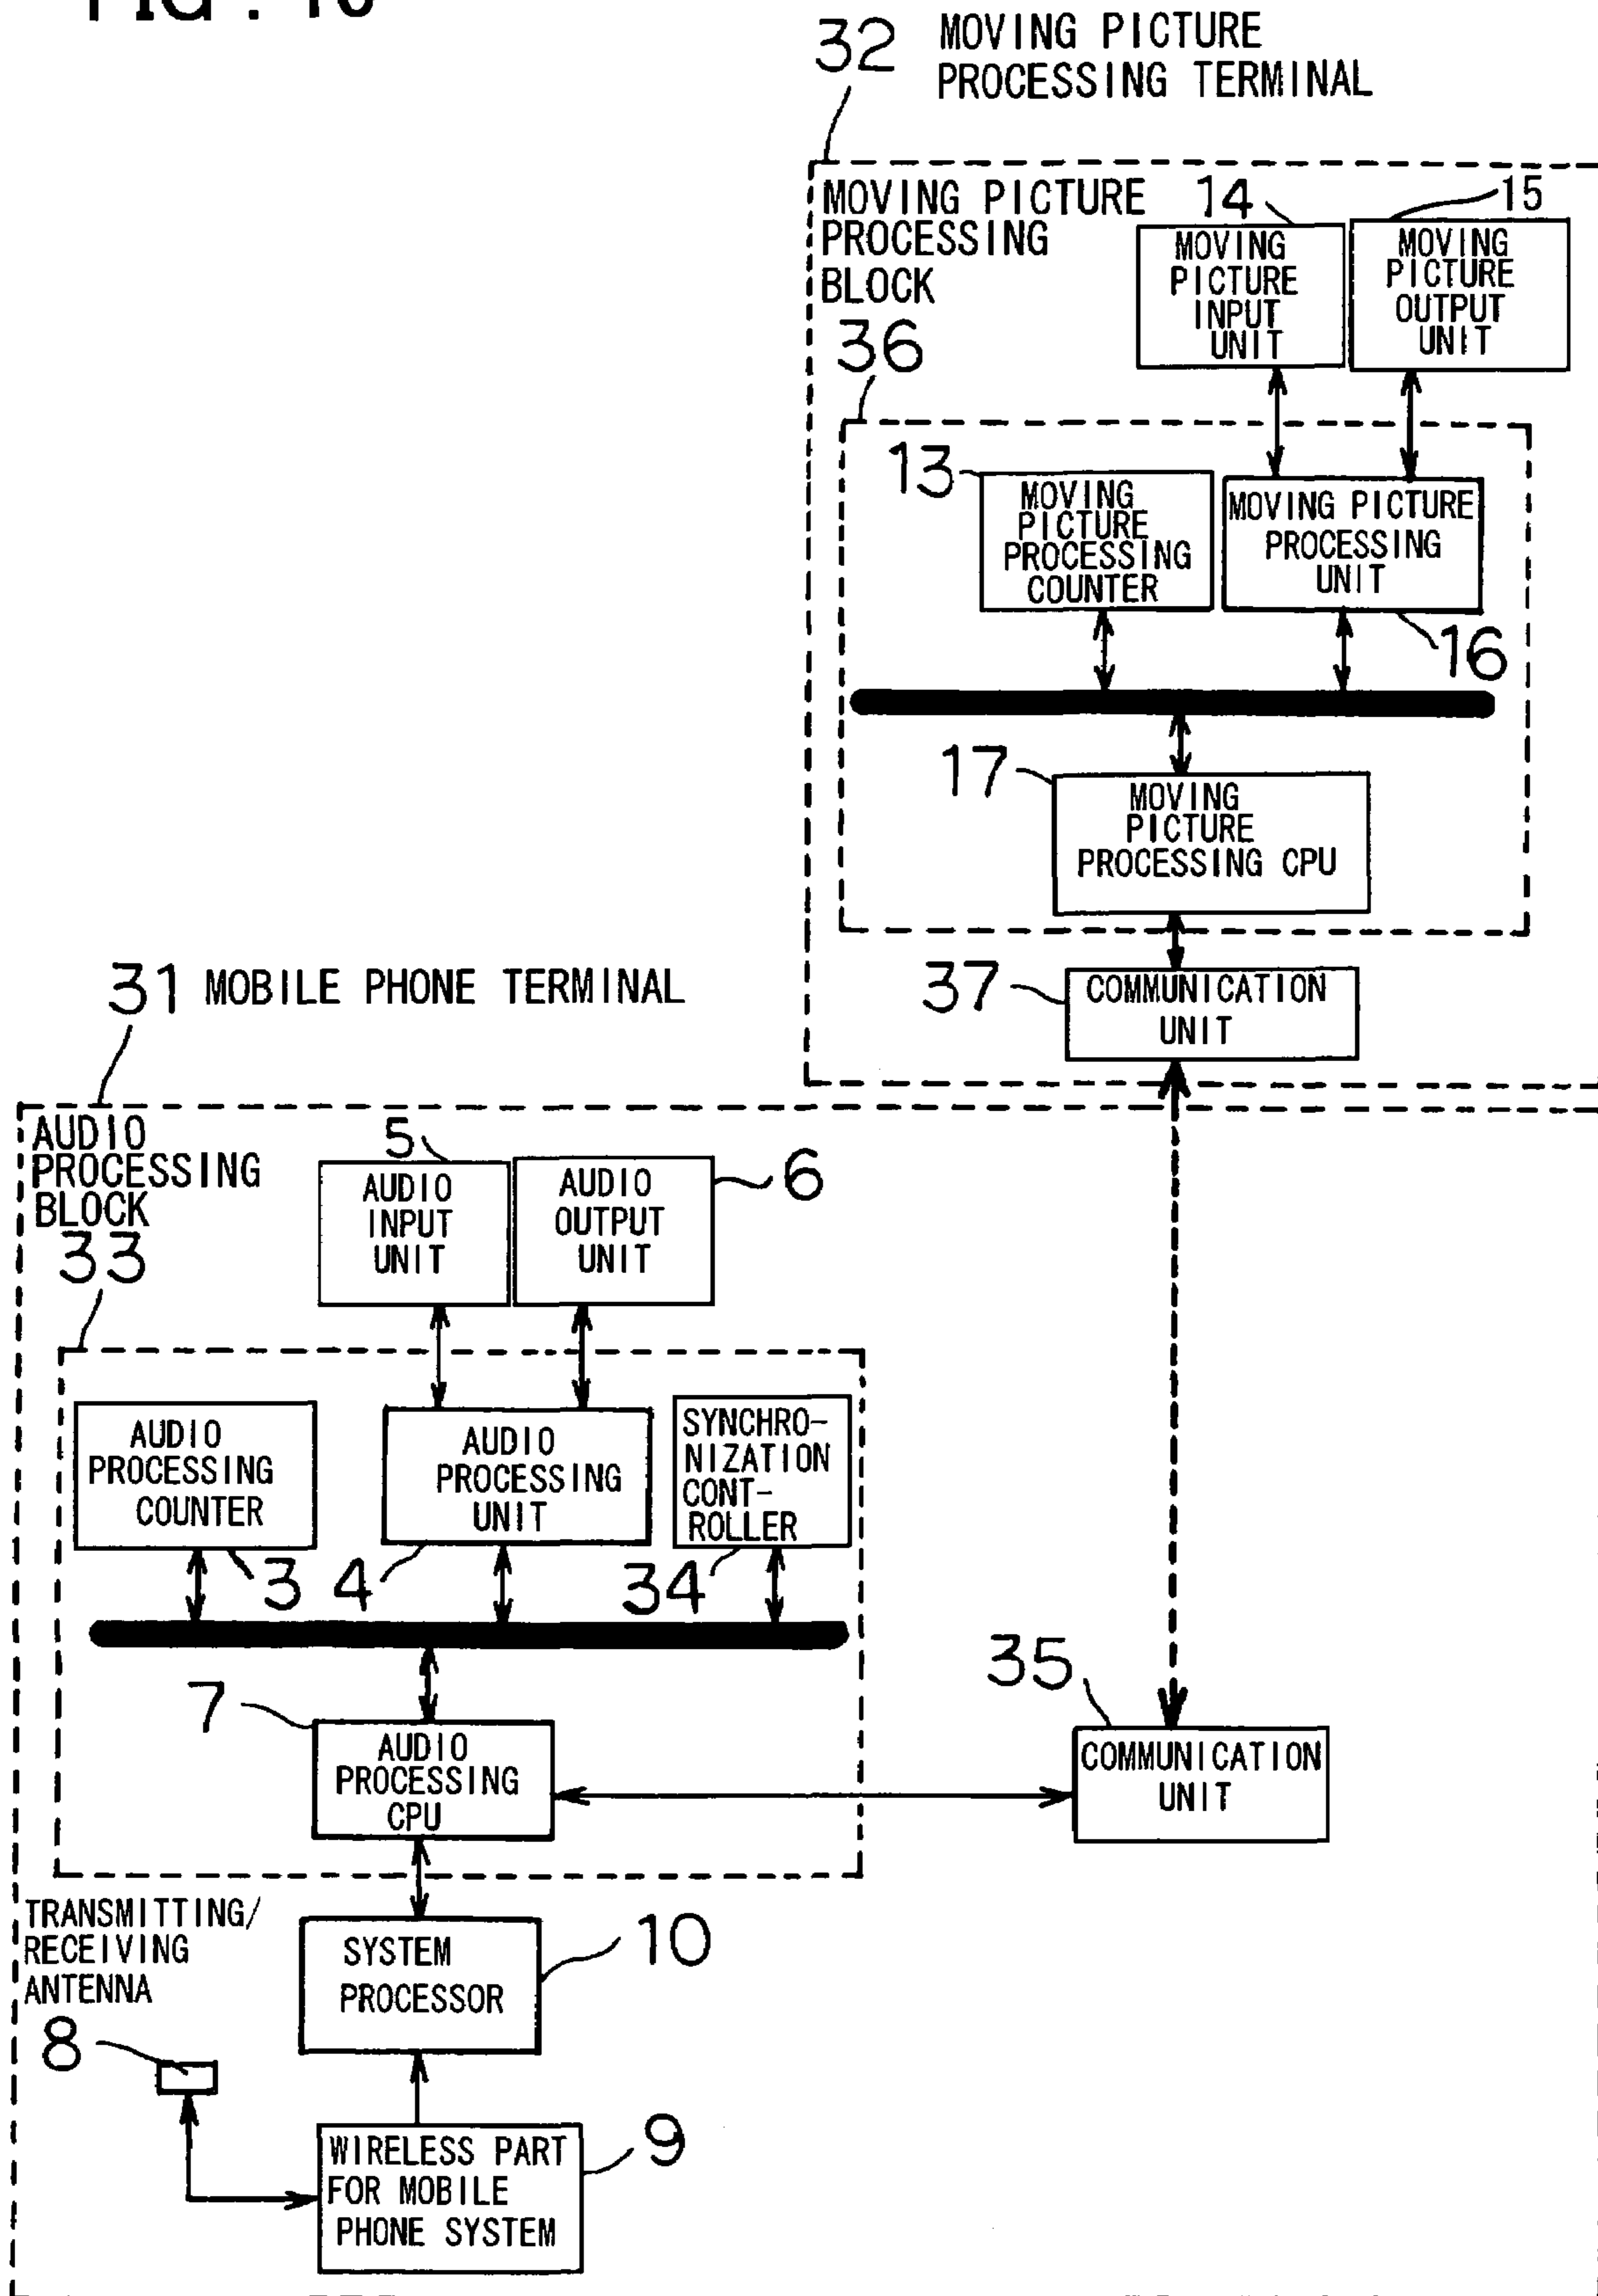 32 MOVING PICTURE
PROCESSING TERMINAL
MOVING PICTURE
PROCESSING
BLOCK
36
14
15
MOVING
PICTURE
INPUT
UNIT
MOVING
PICTURE
OUTPUT
UNIT
13
MOVING
PICTURE
PROCESSING
COUNTER
MOVING PICTURE
PROCESSING
UNIT
16
17
MOVING
PICTURE
PROCESSING CPU
37
COMMUNICATION
UNIT
31 MOBILE PHONE TERMINAL
AUDIO
PROCESSING
BLOCK
33
5
AUDIO
INPUT
UNIT
AUDIO
OUTPUT
UNIT
6
AUDIO
PROCESSING
COUNTER
AUDIO
PROCESSING
UNIT
SYNCHRO-
NIZATION
CONT-
ROLLER
3
4
34
7
AUDIO
PROCESSING
CPU
35
COMMUNICATION
UNIT
TRANSMITTING/
RECEIVING
ANTENNA
8
SYSTEM
PROCESSOR
10
WIRELESS PART
FOR MOBILE
PHONE SYSTEM
9